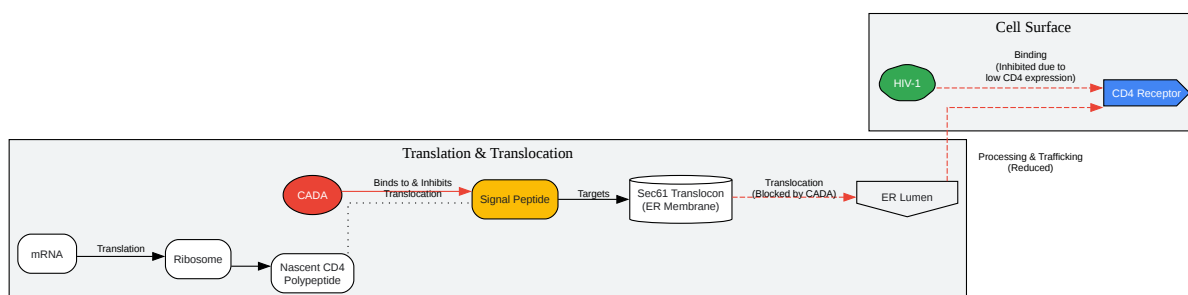 Cell Surface
Binding
(Inhibited due to
low CD4 expression)
HIV-1
CD4 Receptor
Translation & Translocation
Processing & Trafficking
(Reduced)
CADA
Binds to & Inhibits
Translocation
Signal Peptide
Targets
Sec61 Translocon
(ER Membrane)
Translocation
(Blocked by CADA)
ER Lumen
mRNA
Translation
Ribosome
Nascent CD4
Polypeptide